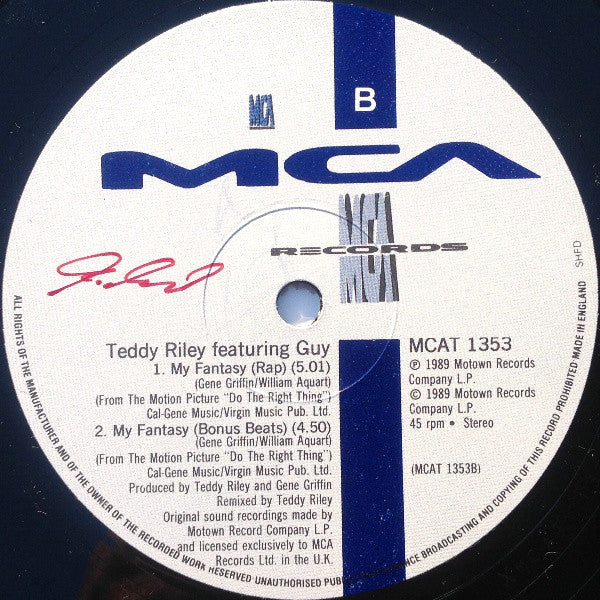 B
MCA
MCA
MCA
RECORDS
SHFD
Teddy Riley featuring Guy
1. My Fantasy (Rap) (5.01)
(Gene Griffin/William Aquart)
(From The Motion Picture "Do The Right Thing")
Cal-Gene Music/Virgin Music Pub. Ltd.
2. My Fantasy (Bonus Beats) (4.50)
(Gene Griffin/William Aquart)
(From The Motion Picture "Do The Right Thing")
Cal-Gene Music/Virgin Music Pub. Ltd.
Produced by Teddy Riley and Gene Griffin
Remixed by Teddy Riley
Original sound recordings made by
Motown Record Company L.P.
and licensed exclusively to MCA
Records Ltd. in the U.K.
MCAT 1353
℗ 1989 Motown Records
Company L.P.
© 1989 Motown Records
Company L.P.
45 rpm • Stereo
(MCAT 1353B)
ALL RIGHTS OF THE MANUFACTURER AND OF THE OWNER OF THE RECORDED WORK RESERVED UNAUTHORISED PUBLIC PERFORMANCE BROADCASTING AND COPYING OF THIS RECORD PROHIBITED MADE IN ENGLAND